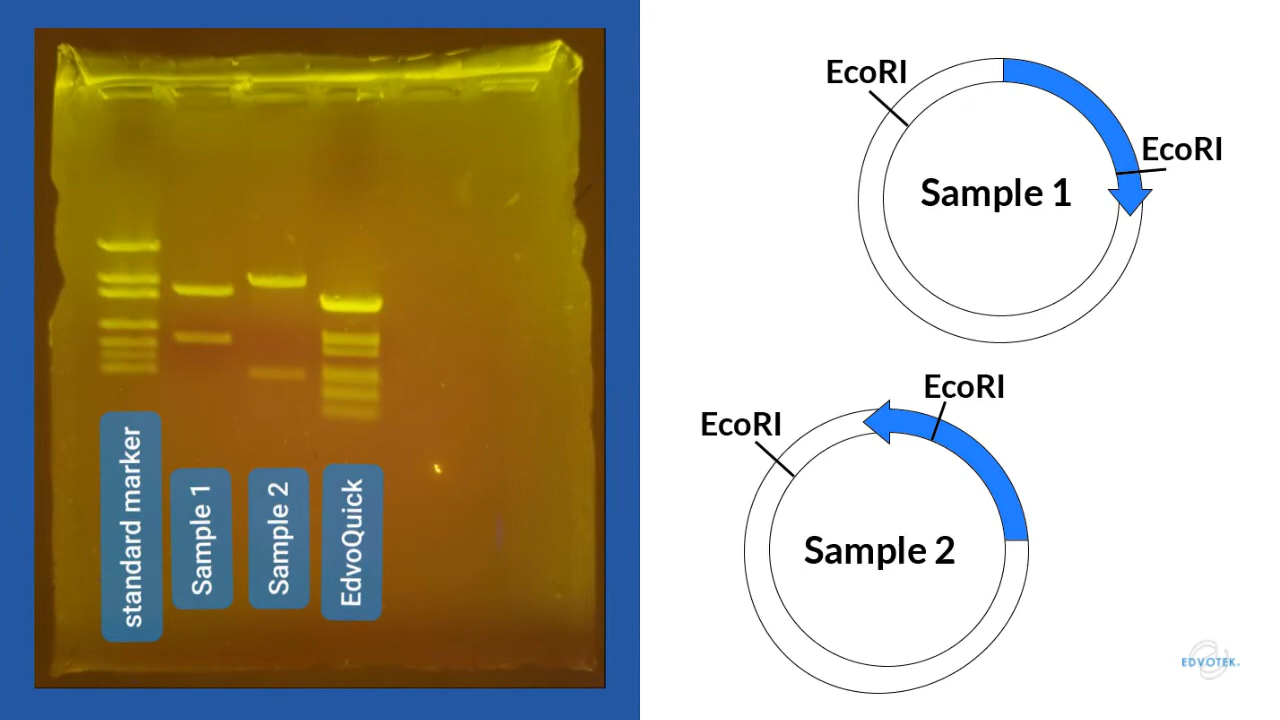 standard marker
Sample 1
Sample 2
EdvoQuick
EcoRI
EcoRI
Sample 1
EcoRI
EcoRI
Sample 2
EDVOTEK.